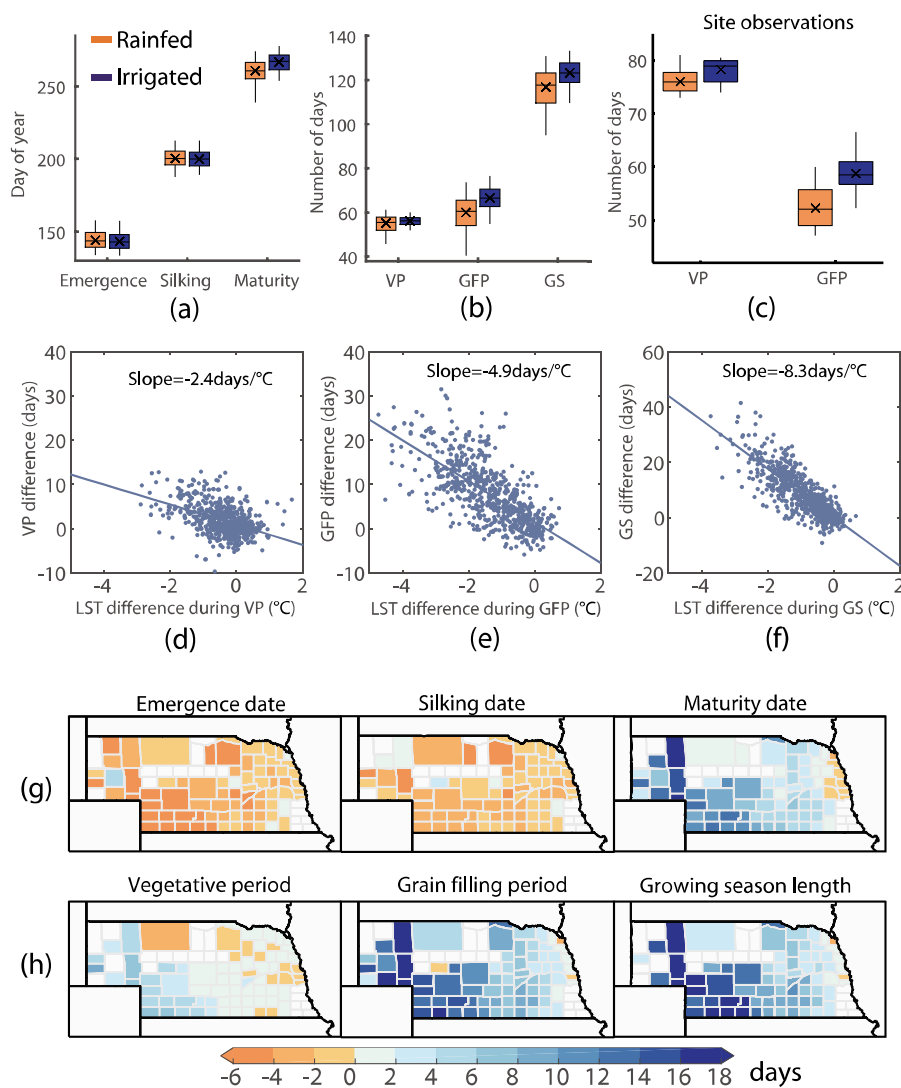 Site observations
Rainfed
Irrigated
Day of year
250
200
150
Emergence
Silking
Maturity
(a)
Number of days
140
120
100
80
60
40
VP
GFP
GS
(b)
Number of days
80
70
60
50
VP
GFP
(c)
VP difference (days)
40
30
20
10
0
-10
Slope=-2.4days/°C
-4
-2
0
2
LST difference during VP (°C)
(d)
GFP difference (days)
40
30
20
10
0
-10
Slope=-4.9days/°C
-4
-2
0
2
LST difference during GFP (°C)
(e)
GS difference (days)
60
40
20
0
-20
Slope=-8.3days/°C
-4
-2
0
2
LST difference during GS (°C)
(f)
(g)
Emergence date
Silking date
Maturity date
(h)
Vegetative period
Grain filling period
Growing season length
-6 -4 -2 0 2 4 6 8 10 12 14 16 18 days